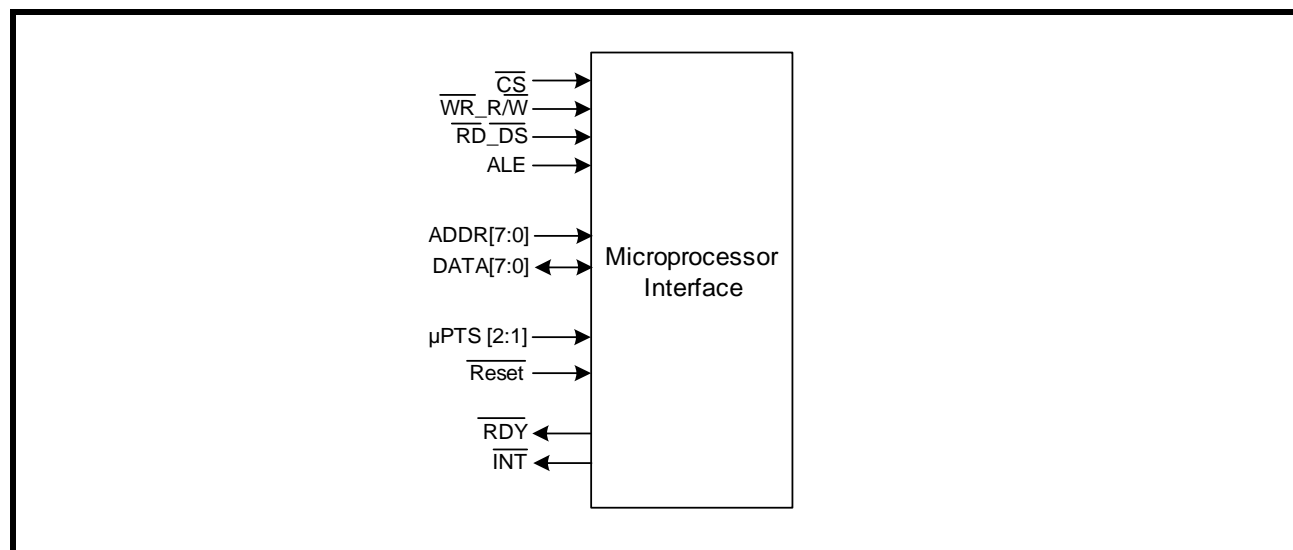 CS
WR_R/W
RD_DS
ALE
ADDR[7:0]
DATA[7:0]
Microprocessor
Interface
µPTS [2:1]
Reset
RDY
INT